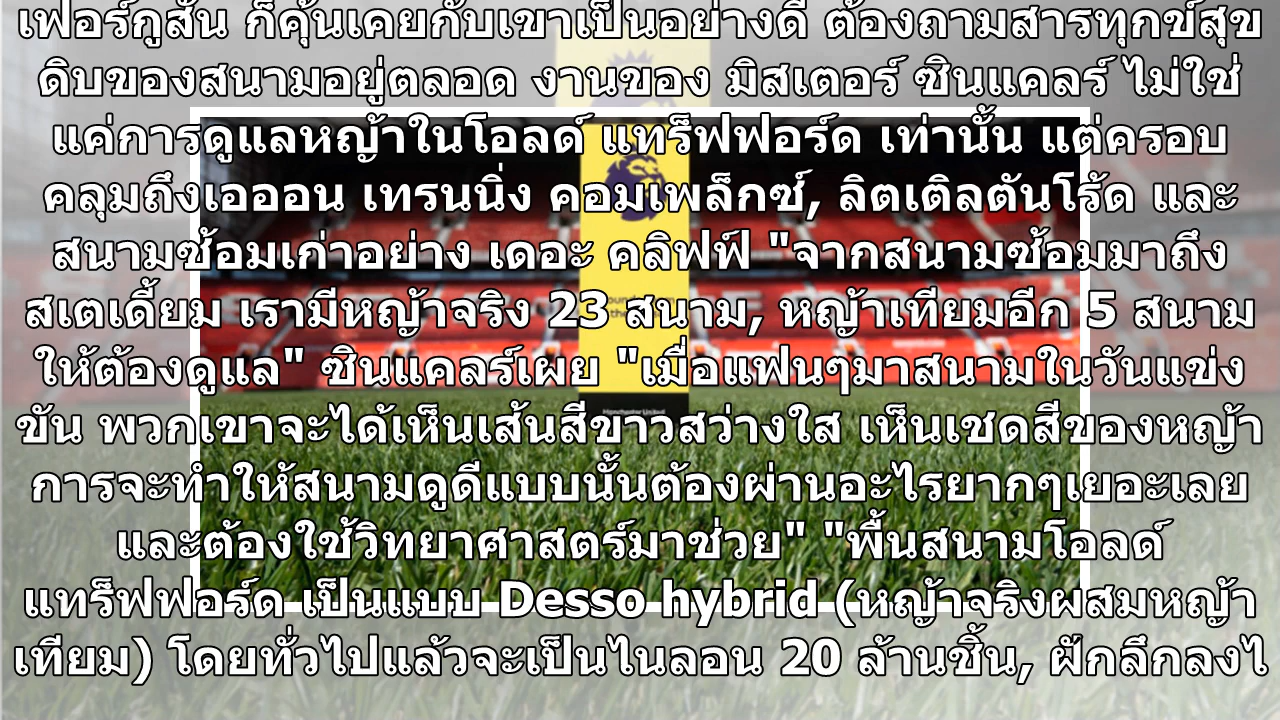 เฟอร์กูสัน ก็คุ้นเคยกับเขาเป็นอย่างดี ต้องถามสารทุกข์สุข
ดิบของสนามอยู่ตลอด งานของ มิสเตอร์ ซินแคลร์ ไม่ใช่
แค่การดูแลหญ้าในโอลด์ แทร็ฟฟอร์ด เท่านั้น แต่ครอบ
คลุมถึงเอออน เทรนนิ่ง คอมเพล็กซ์, ลิตเติลตันโร้ด และ
สนามซ้อมเก่าอย่าง เดอะ คลิฟฟ์ "จากสนามซ้อมมาถึง
สเตเดี้ยม เรามีหญ้าจริง 23 สนาม, หญ้าเทียมอีก 5 สนาม
ให้ต้องดูแล" ซินแคลร์เผย "เมื่อแฟนๆมาสนามในวันแข่ง
ขัน พวกเขาจะได้เห็นเส้นสีขาวสว่างใส เห็นเชดสีของหญ้า
การจะทำให้สนามดูดีแบบนั้นต้องผ่านอะไรยากๆเยอะเลย
และต้องใช้วิทยาศาสตร์มาช่วย" "พื้นสนามโอลด์
แทร็ฟฟอร์ด เป็นแบบ Desso hybrid (หญ้าจริงผสมหญ้า
เทียม) โดยทั่วไปแล้วจะเป็นไนลอน 20 ล้านชิ้น, ฝักลึกลงไ
Manchester United